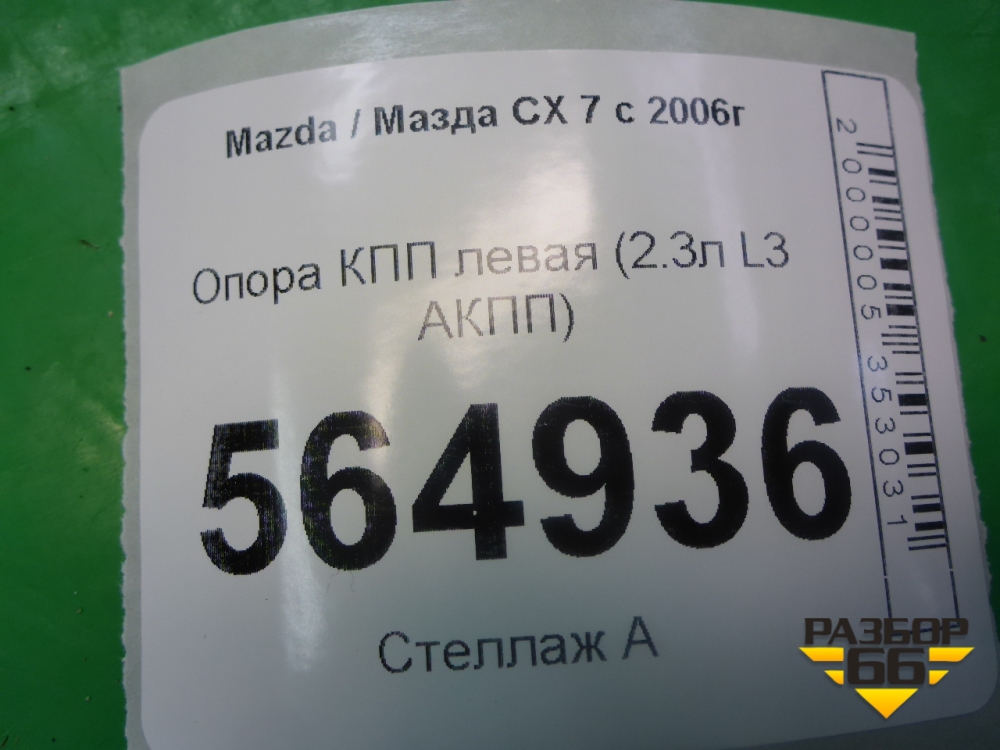 Mazda / Мазда CX 7 с 2006г
Опора КПП левая (2.3л L3
АКПП)
564936
Стеллаж А
2000005353031
РАЗБОР
66